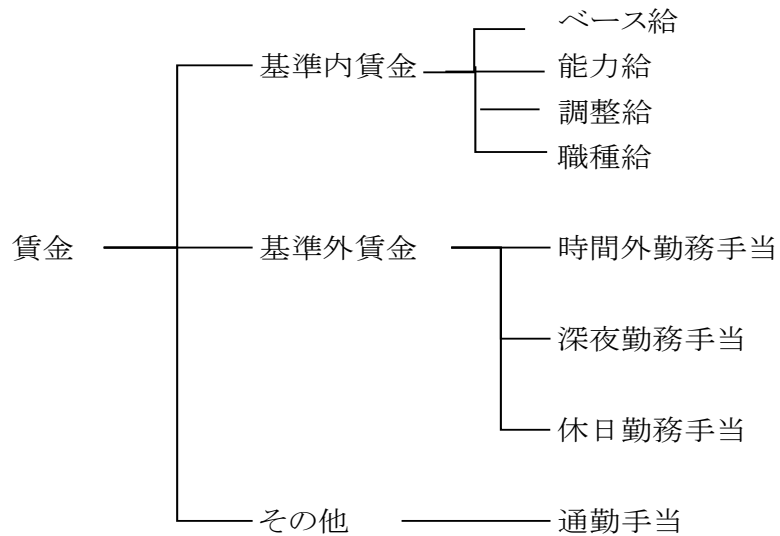 ベース給
基準内賃金 能力給
調整給
職種給
賃金 基準外賃金 時間外勤務手当
深夜勤務手当
休日勤務手当
その他 通勤手当